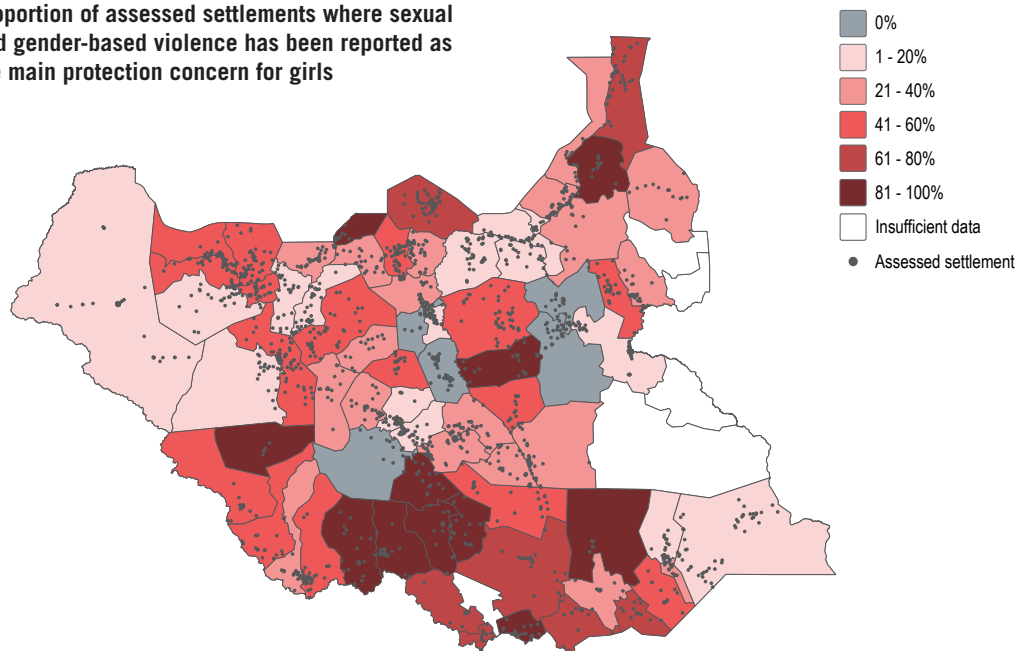 oportion of assessed settlements where sexual
d gender-based violence has been reported as
e main protection concern for girls
0%
1 - 20%
21 - 40%
41 - 60%
61 - 80%
81 - 100%
Insufficient data
Assessed settlement